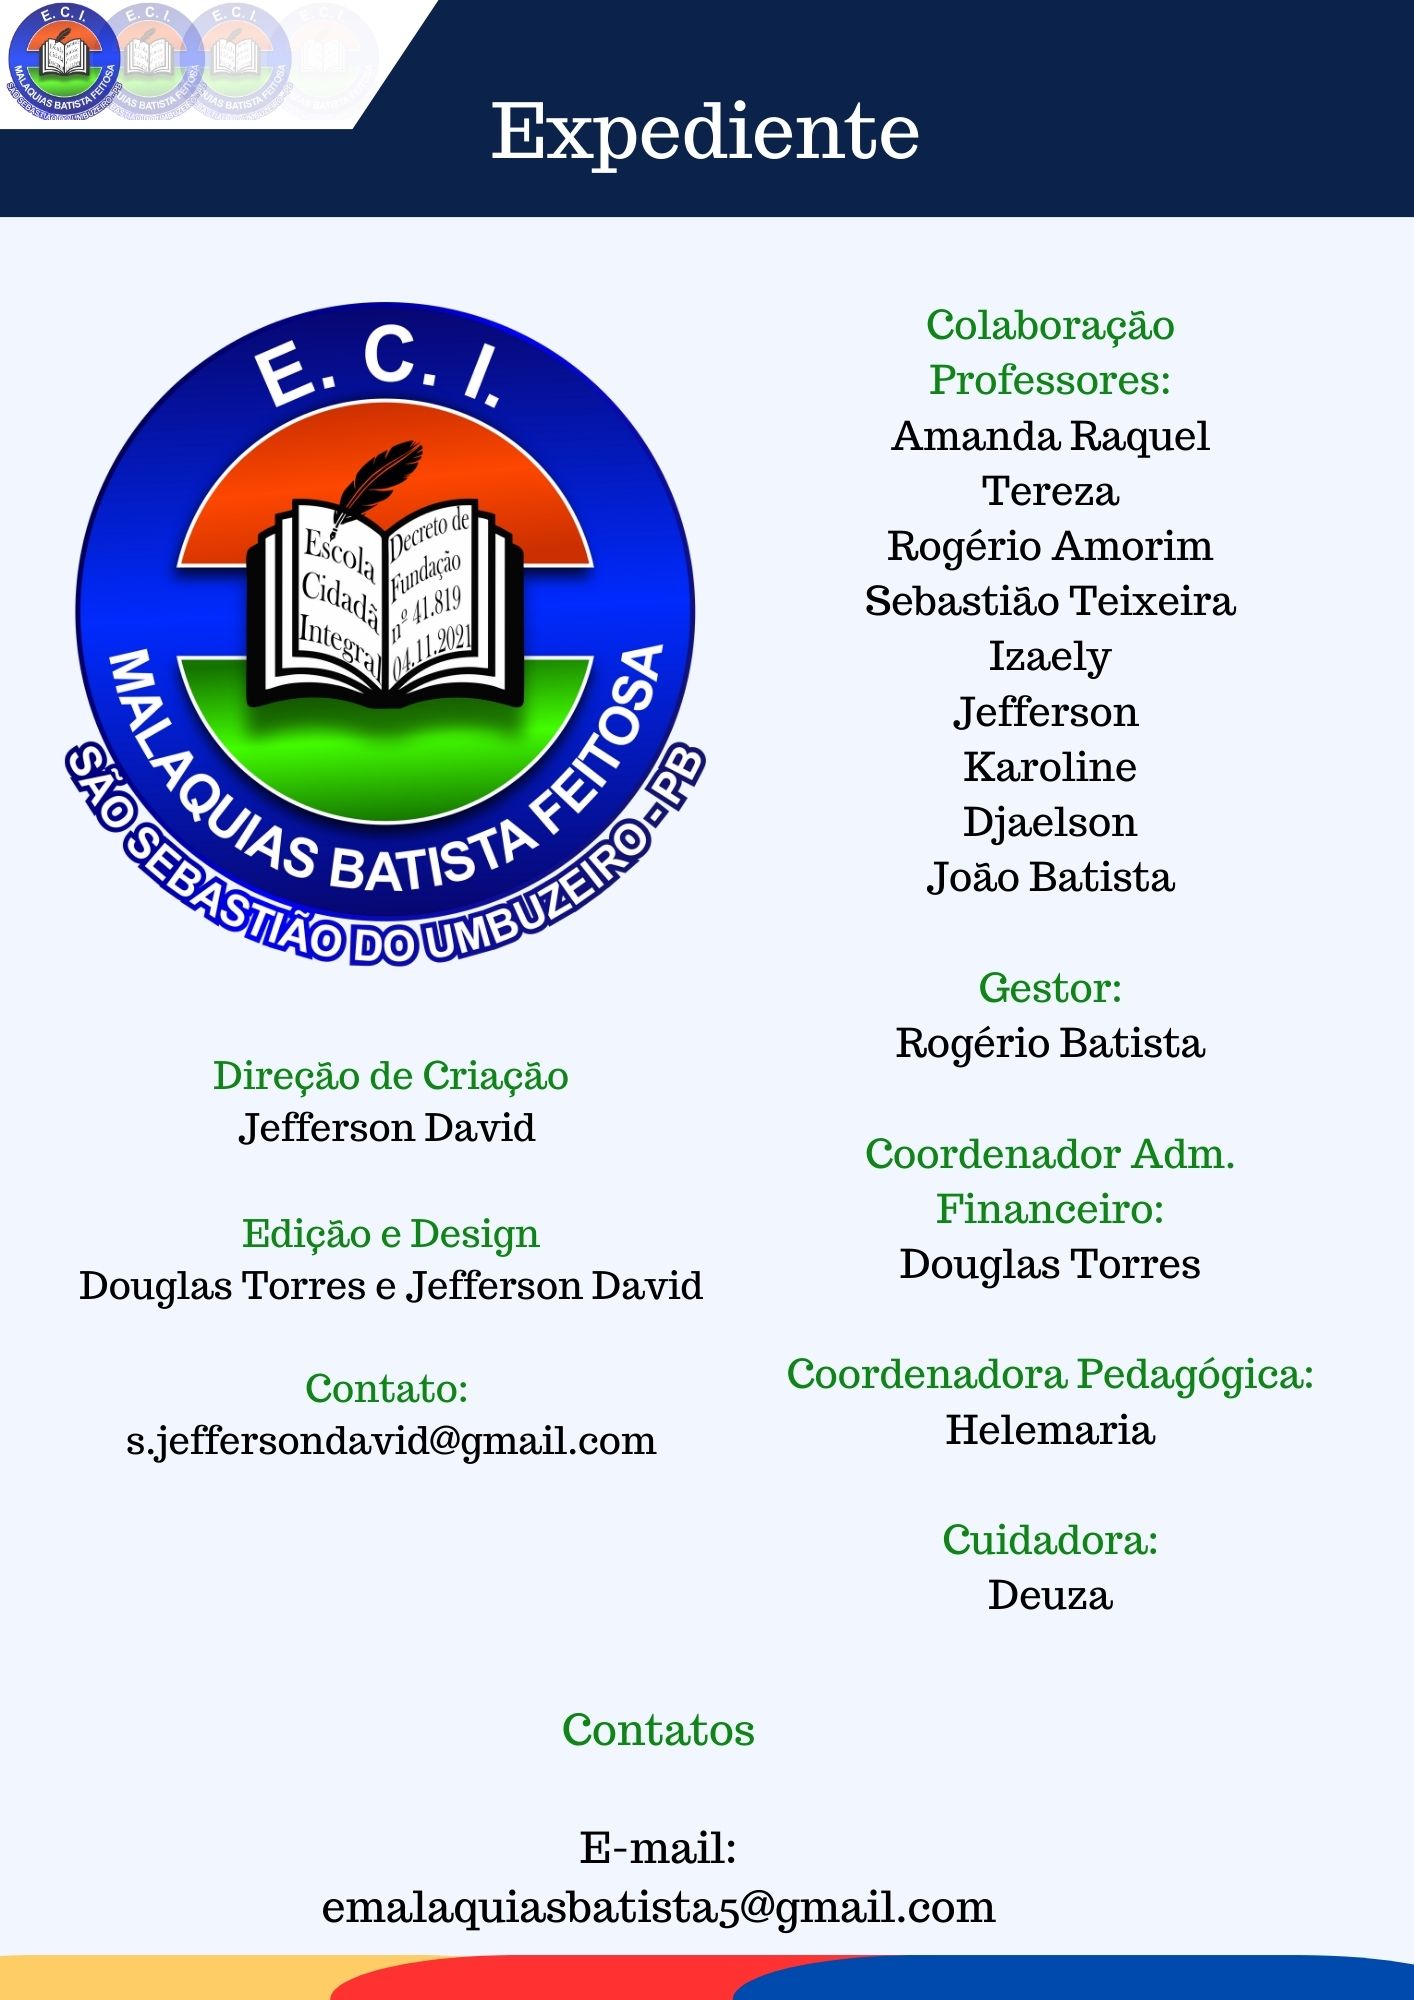 E. C. I.
MALAQUIAS BATISTA FEITOSA
Expediente
E. C. I.
Escola
Cidadã
Integral
Decreto de
Fundação
nº 41.819
04.11.2021
MALAQUIAS BATISTA FEITOSA
SÃO SEBASTIÃO DO UMBUZEIRO - PB
Direção de Criação
Jefferson David
Edição e Design
Douglas Torres e Jefferson David
Contato:
s.jeffersondavid@gmail.com
Colaboração
Professores:
Amanda Raquel
Tereza
Rogério Amorim
Sebastião Teixeira
Izaely
Jefferson
Karoline
Djaelson
João Batista
Gestor:
Rogério Batista
Coordenador Adm.
Financeiro:
Douglas Torres
Coordenadora Pedagógica:
Helemaria
Cuidadora:
Deuza
Contatos
E-mail:
emalaquiasbatista5@gmail.com